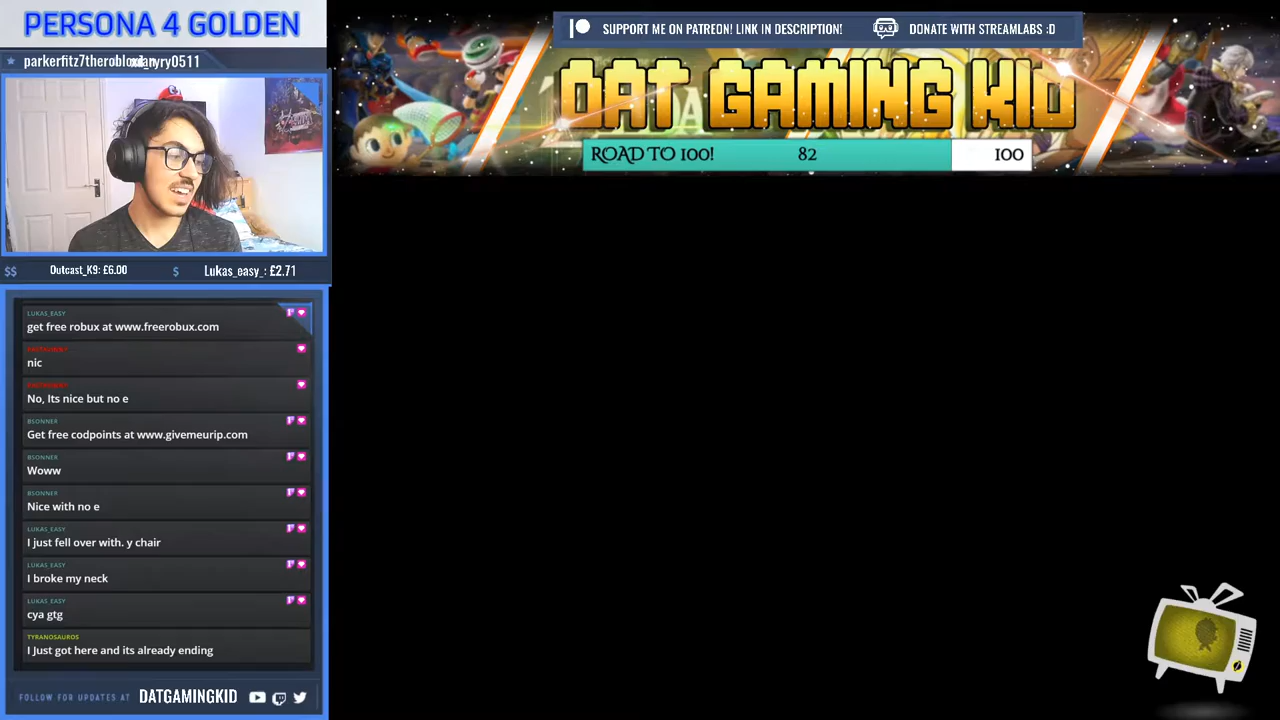 PERSONA 4 GOLDEN
SUPPORT ME ON PATREON! LINK IN DESCRIPTION!
DONATE WITH STREAMLABS :D
DAT GAMING KID
ROAD TO 100! 82 100
$$ Outcast_K9: £6.00 $ Lukas_easy_: £2.71
LUKAS_EASY
get free robux at www.freerobux.com
nic
No, Its nice but no e
BSONNER
Get free codpoints at www.givemeurip.com
BSONNER
Woww
BSONNER
Nice with no e
LUKAS_EASY
I just fell over with. y chair
LUKAS_EASY
I broke my neck
LUKAS_EASY
cya gtg
TYRANOSAUROS
I Just got here and its already ending
FOLLOW FOR UPDATES AT DATGAMINGKID